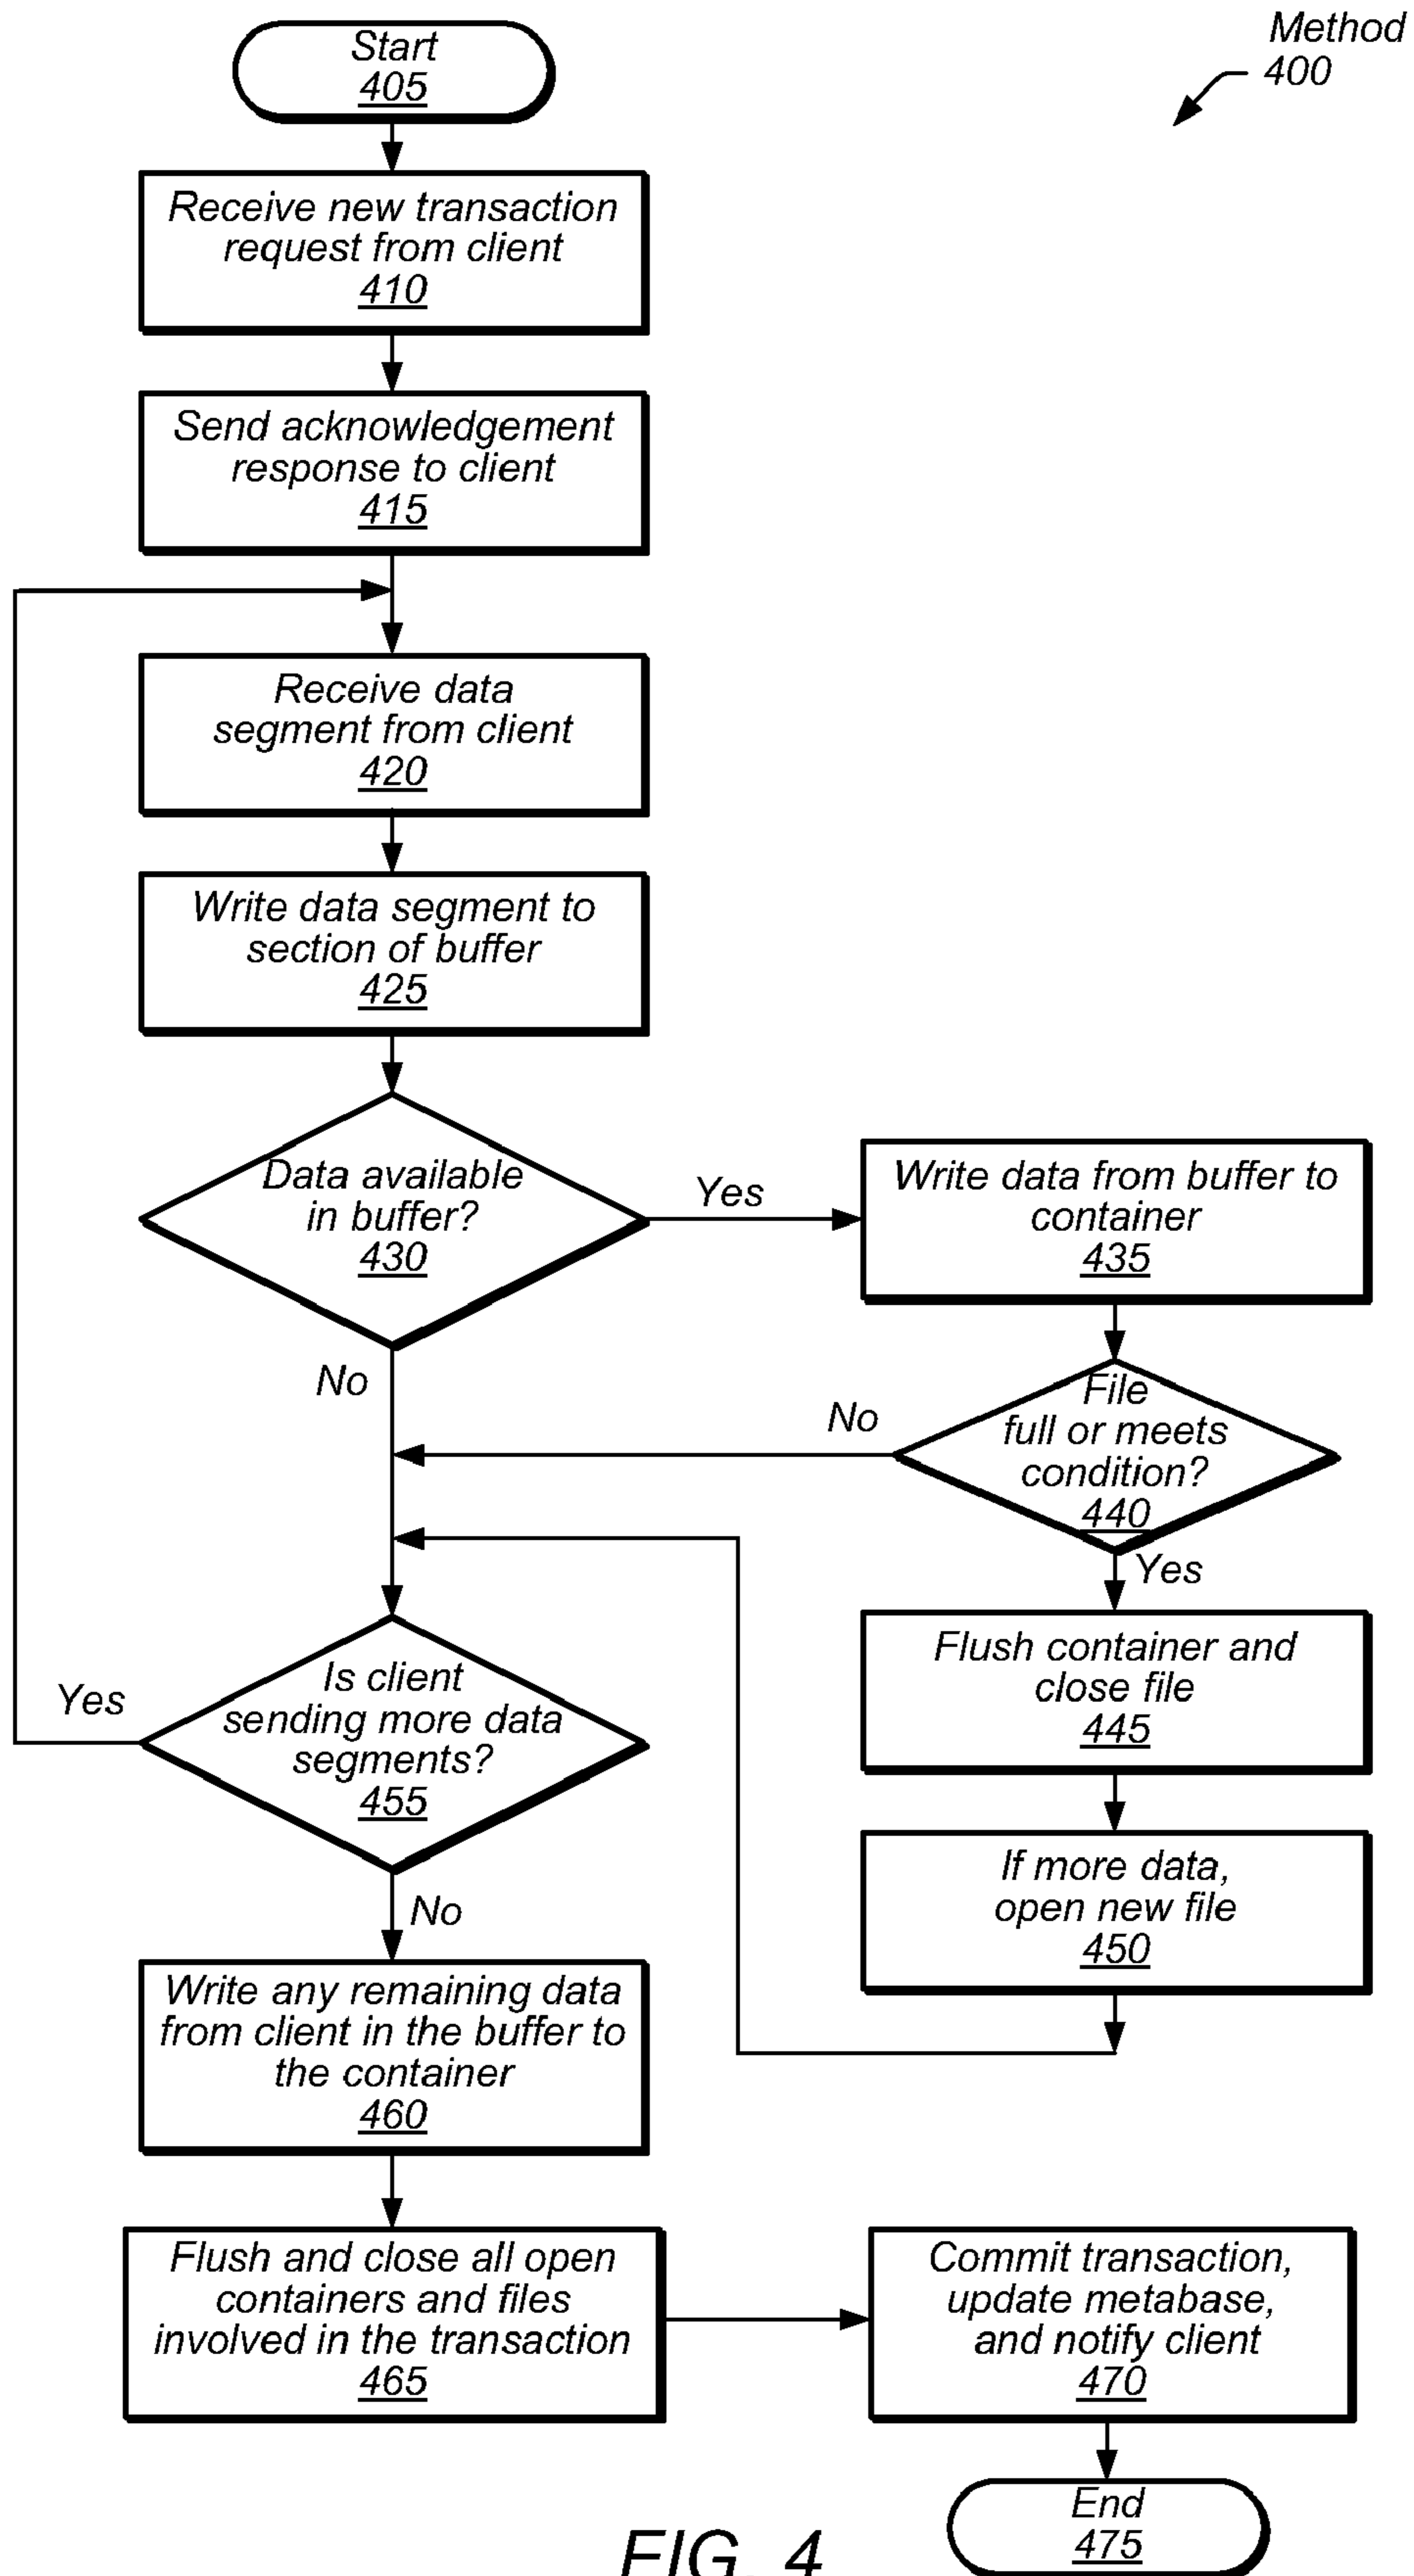 Method
400
Start
405
Receive new transaction
request from client
410
Send acknowledgement
response to client
415
Receive data
segment from client
420
Write data segment to
section of buffer
425
Data available
in buffer?
430
Yes
No
Write data from buffer to
container
435
File
full or meets
condition?
440
No
Yes
Flush container and
close file
445
If more data,
open new file
450
Is client
sending more data
segments?
455
Yes
No
Write any remaining data
from client in the buffer to
the container
460
Flush and close all open
containers and files
involved in the transaction
465
Commit transaction,
update metabase,
and notify client
470
End
475
FIG. 4